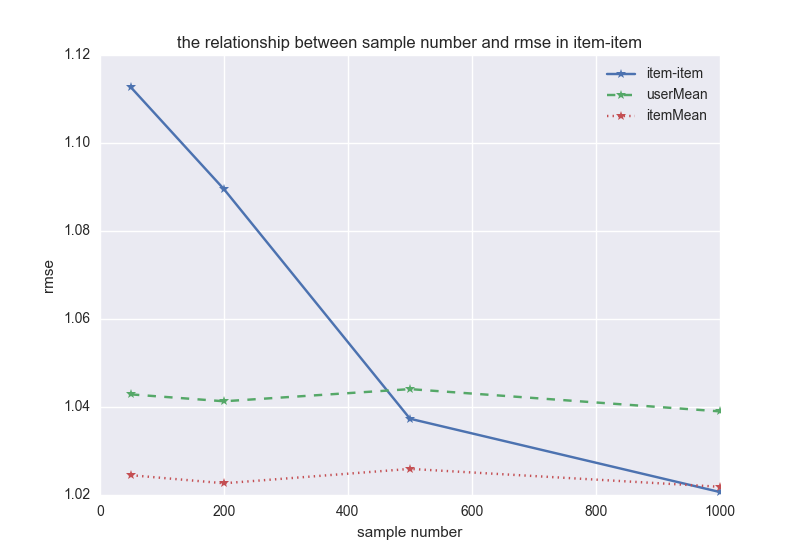 the relationship between sample number and rmse in item-item
1.12
1.10
1.08
1.06
1.04
1.02
rmse
item-item
userMean
itemMean
0
200
400
600
800
1000
sample number